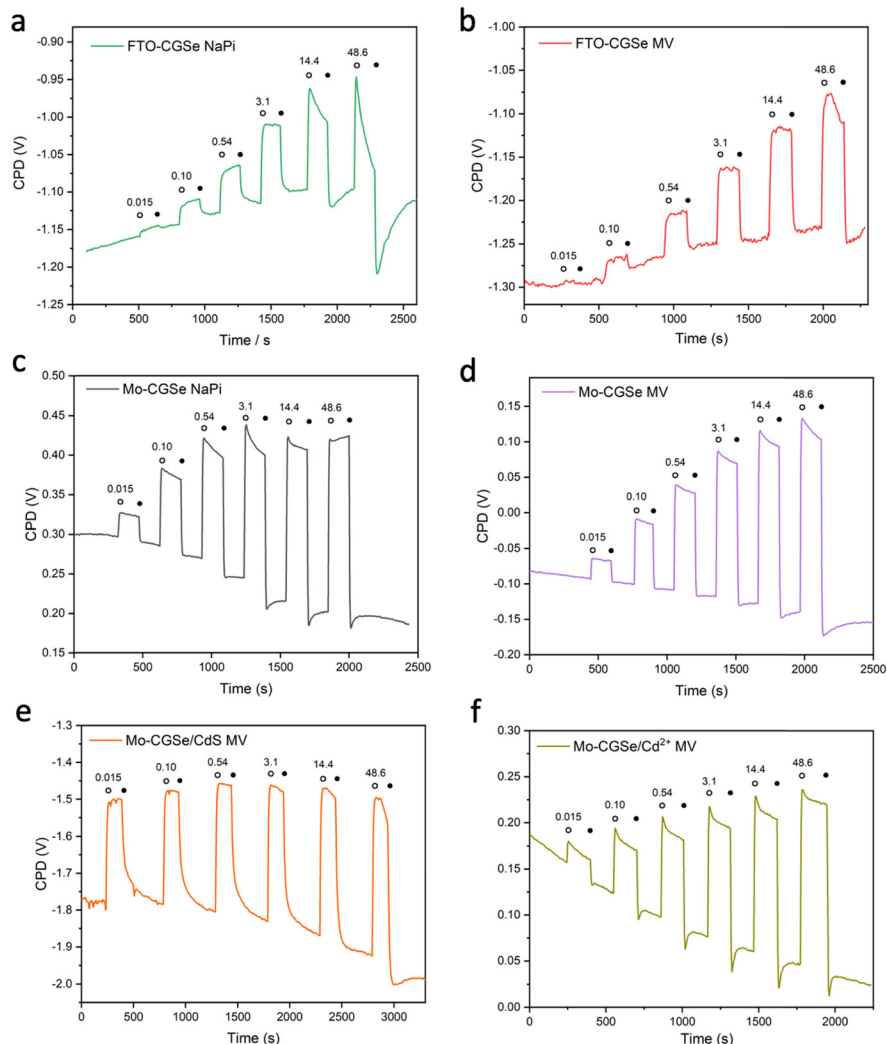 a
FTO-CGSe NaPi
CPD (V)
-0.90
-0.95
-1.00
-1.05
-1.10
-1.15
-1.20
-1.25
0.015
0.10
0.54
3.1
14.4
48.6
0 500 1000 1500 2000 2500
Time / s
b
FTO-CGSe MV
CPD (V)
-1.00
-1.05
-1.10
-1.15
-1.20
-1.25
-1.30
0.015
0.10
0.54
3.1
14.4
48.6
0 500 1000 1500 2000
Time (s)
c
Mo-CGSe NaPi
CPD (V)
0.50
0.45
0.40
0.35
0.30
0.25
0.20
0.15
0.015
0.10
0.54
3.1
14.4
48.6
0 500 1000 1500 2000 2500
Time (s)
d
Mo-CGSe MV
CPD (V)
0.15
0.10
0.05
0.00
-0.05
-0.10
-0.15
-0.20
0.015
0.10
0.54
3.1
14.4
48.6
0 500 1000 1500 2000 2500
Time (s)
e
Mo-CGSe/CdS MV
CPD (V)
-1.3
-1.4
-1.5
-1.6
-1.7
-1.8
-1.9
-2.0
0.015
0.10
0.54
3.1
14.4
48.6
0 500 1000 1500 2000 2500 3000
Time (s)
f
Mo-CGSe/Cd²⁺ MV
CPD (V)
0.30
0.25
0.20
0.15
0.10
0.05
0.00
0.015
0.10
0.54
3.1
14.4
48.6
0 500 1000 1500 2000
Time (s)